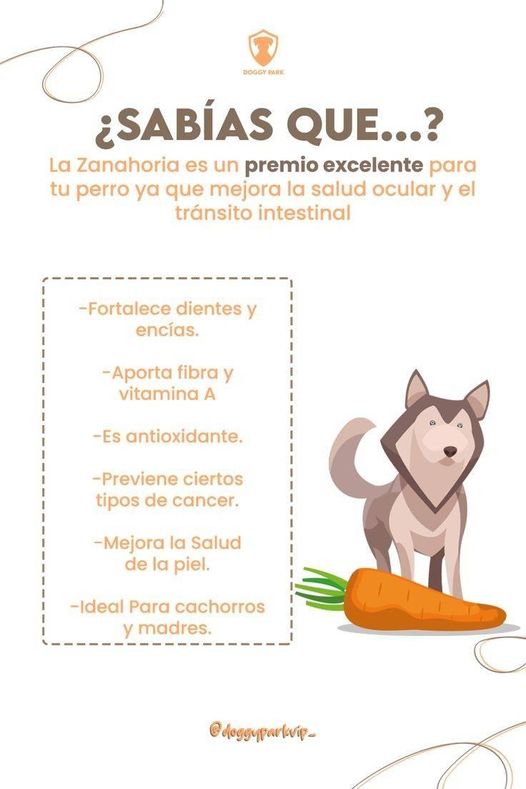 DOGGY PARK
¿SABÍAS QUE...?
La Zanahoria es un premio excelente para
tu perro ya que mejora la salud ocular y el
tránsito intestinal
-Fortalece dientes y
encías.
-Aporta fibra y
vitamina A
-Es antioxidante.
-Previene ciertos
tipos de cancer.
-Mejora la Salud
de la piel.
-Ideal Para cachorros
y madres.
@doggyparkvip_